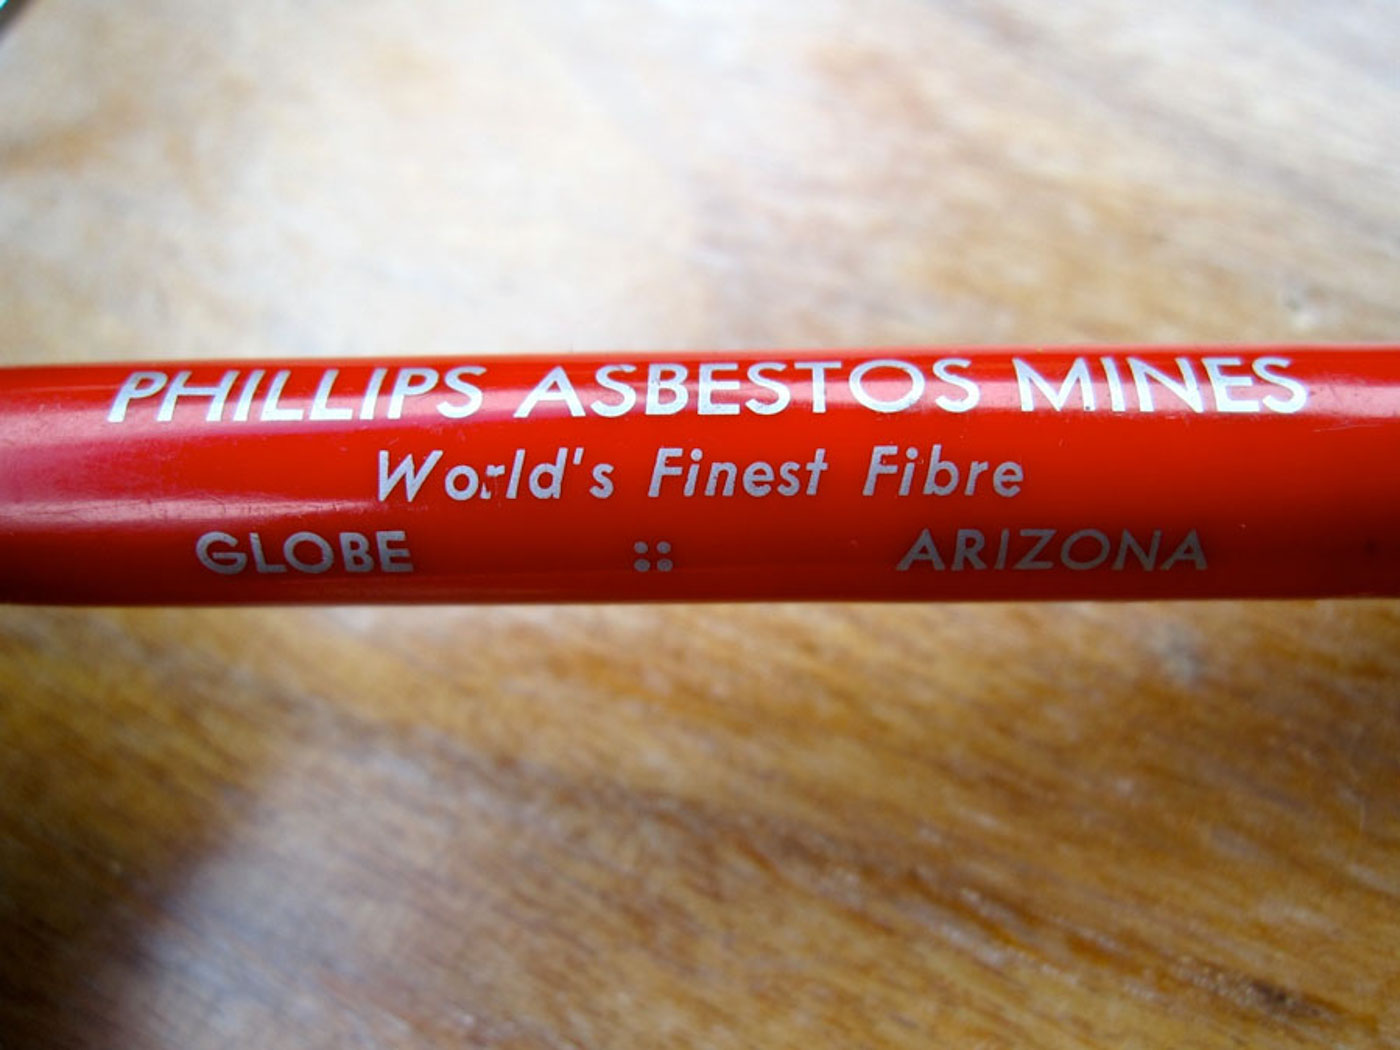 PHILLIPS ASBESTOS MINES
World's Finest Fibre
GLOBE :: ARIZONA